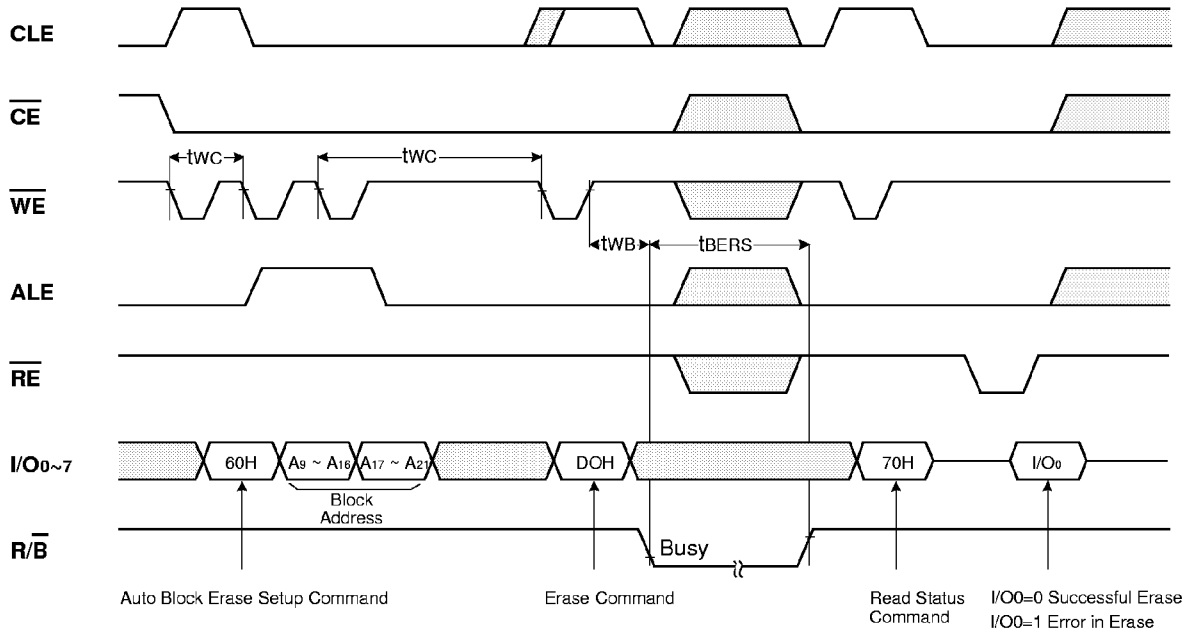 CLE
CE
tWC
tWC
WE
tWB
tBERS
ALE
RE
I/O0~7
60H
A9 ~ A16
A17 ~ A21
DOH
70H
I/O0
Block
Address
R/B
Busy
Auto Block Erase Setup Command
Erase Command
Read Status
Command
I/O0=0 Successful Erase
I/O0=1 Error in Erase